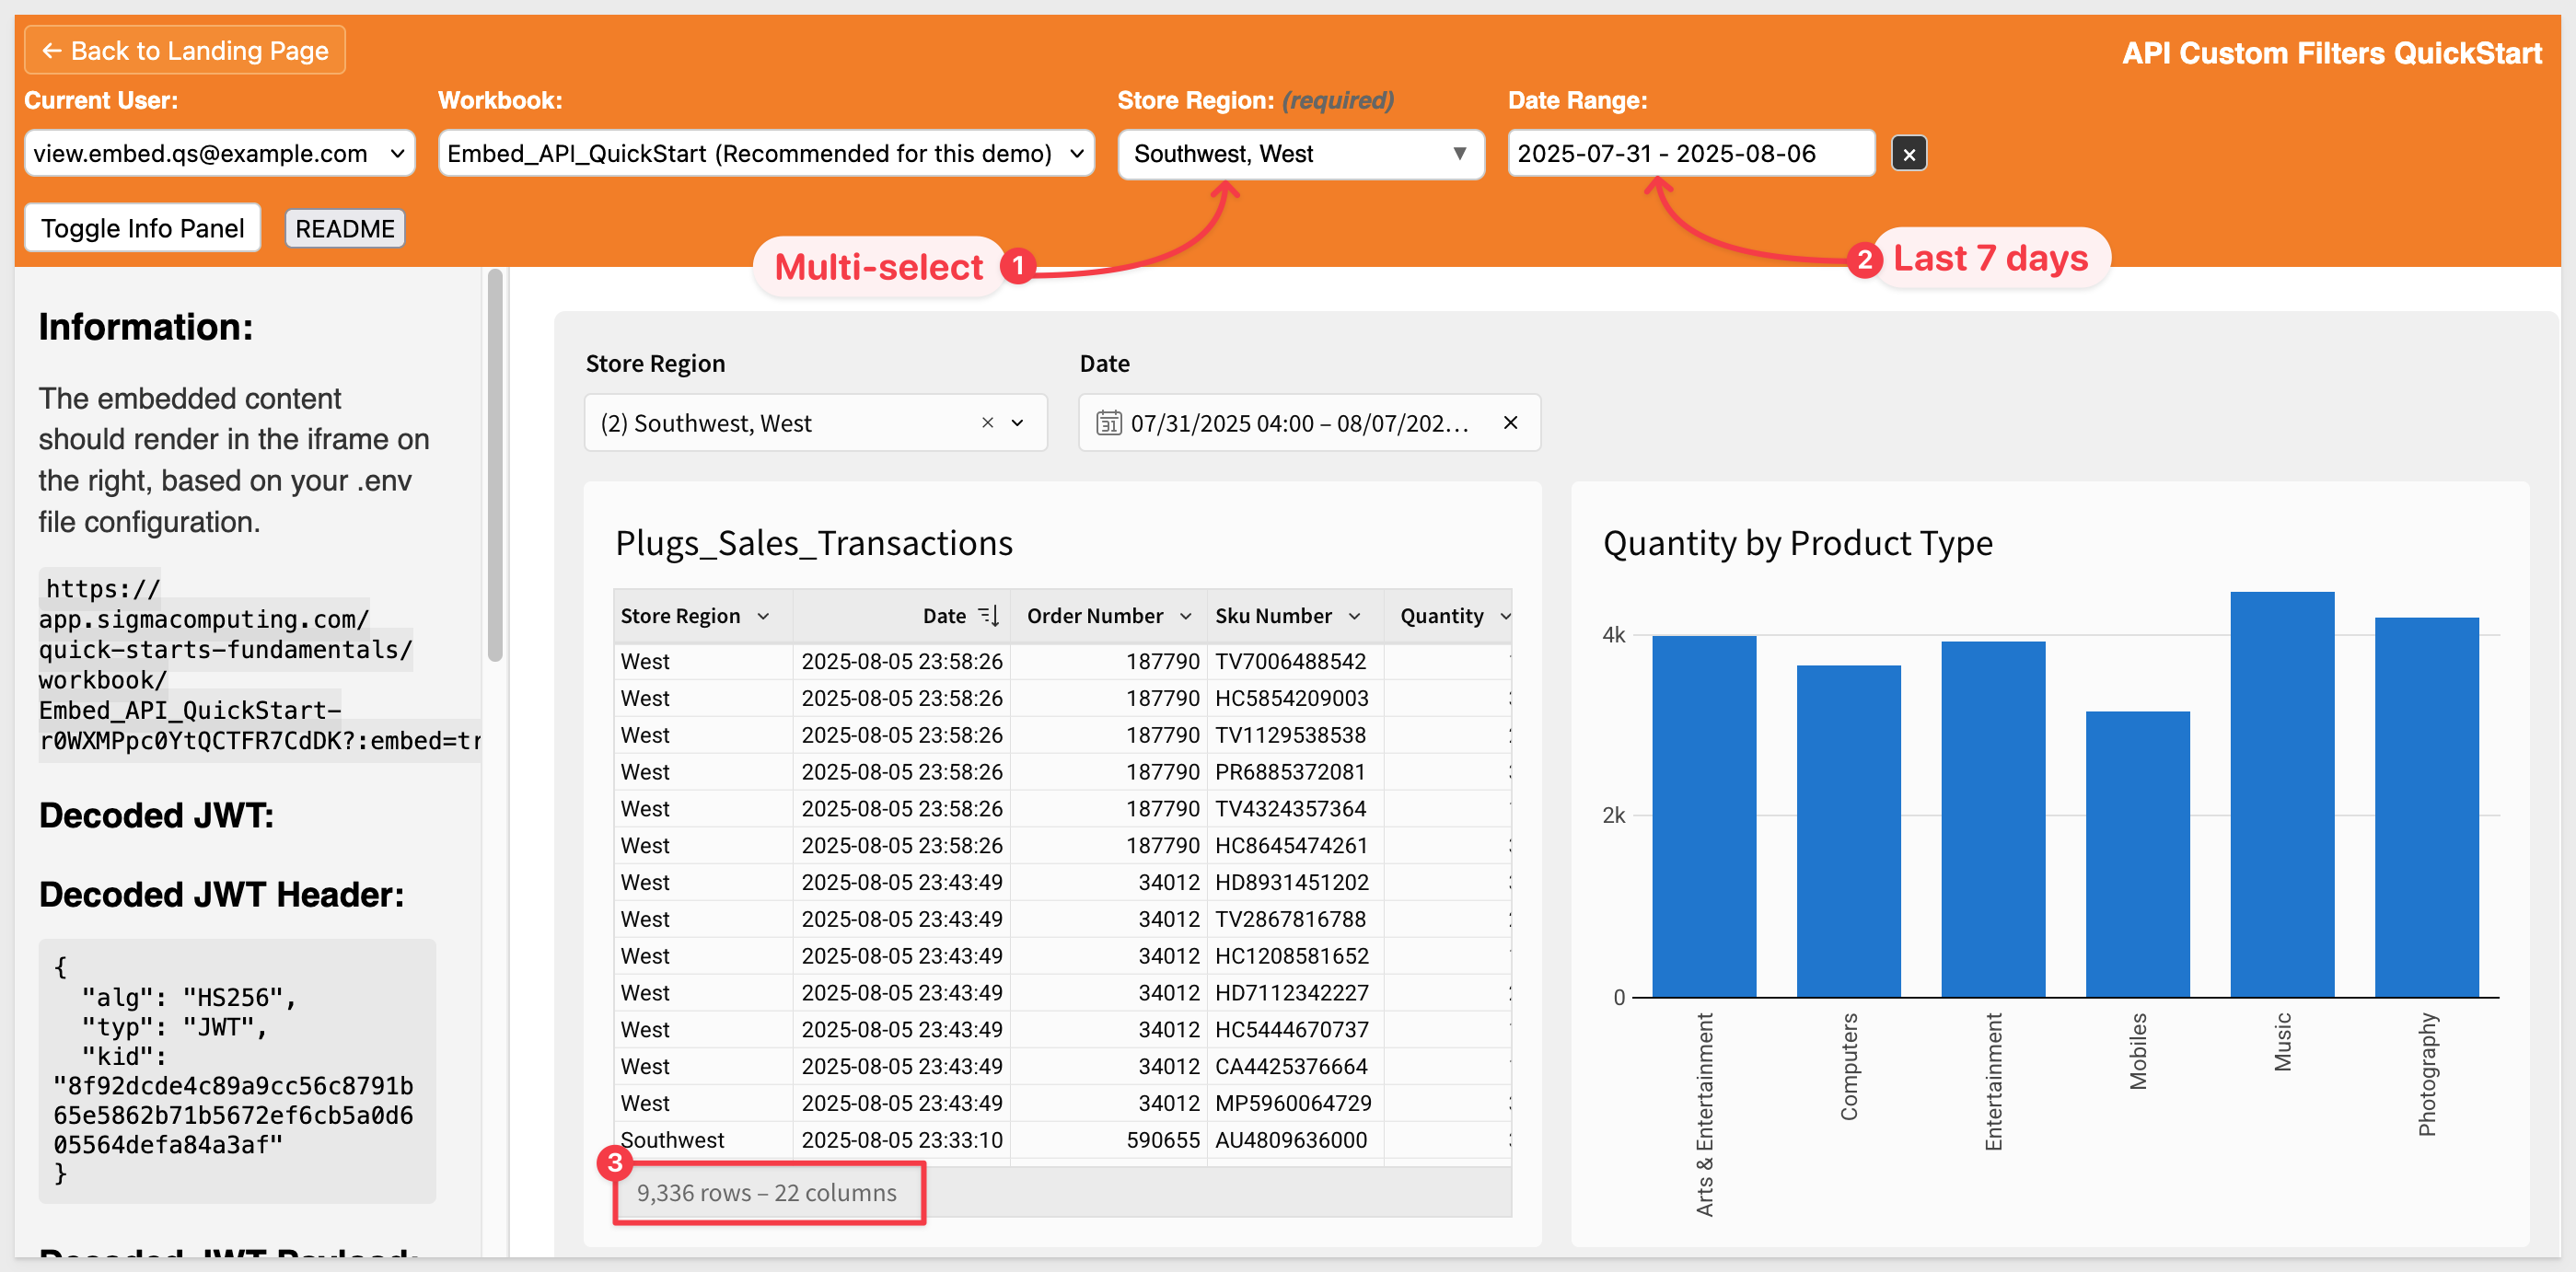 ← Back to Landing Page
API Custom Filters QuickStart
Current User:
Workbook:
Store Region: (required)
Date Range:
view.embed.qs@example.com
Embed_API_QuickStart (Recommended for this demo)
Southwest, West
2025-07-31 - 2025-08-06
×
Toggle Info Panel
README
Multi-select 1
2 Last 7 days
Information:
The embedded content
should render in the iframe on
the right, based on your .env
file configuration.
https://
app.sigmacomputing.com/
quick-starts-fundamentals/
workbook/
Embed_API_QuickStart-
r0WXMPpc0YtQCTFR7CdDK?:embed=tr
Decoded JWT:
Decoded JWT Header:
{
"alg": "HS256",
"typ": "JWT",
"kid":
"8f92dcde4c89a9cc56c8791b
65e5862b71b5672ef6cb5a0d6
05564defa84a3af"
}
Decoded JWT Payload:
Store Region
Date
(2) Southwest, West
31 07/31/2025 04:00 – 08/07/202...
Plugs_Sales_Transactions
Store Region Date Order Number Sku Number Quantity
West 2025-08-05 23:58:26 187790 TV7006488542
West 2025-08-05 23:58:26 187790 HC5854209003
West 2025-08-05 23:58:26 187790 TV1129538538
West 2025-08-05 23:58:26 187790 PR6885372081
West 2025-08-05 23:58:26 187790 TV4324357364
West 2025-08-05 23:58:26 187790 HC8645474261
West 2025-08-05 23:43:49 34012 HD8931451202
West 2025-08-05 23:43:49 34012 TV2867816788
West 2025-08-05 23:43:49 34012 HC1208581652
West 2025-08-05 23:43:49 34012 HD7112342227
West 2025-08-05 23:43:49 34012 HC5444670737
West 2025-08-05 23:43:49 34012 CA4425376664
West 2025-08-05 23:43:49 34012 MP5960064729
Southwest 2025-08-05 23:33:10 590655 AU4809636000
3
9,336 rows – 22 columns
Quantity by Product Type
4k
2k
0
Arts & Entertainment
Computers
Entertainment
Mobiles
Music
Photography